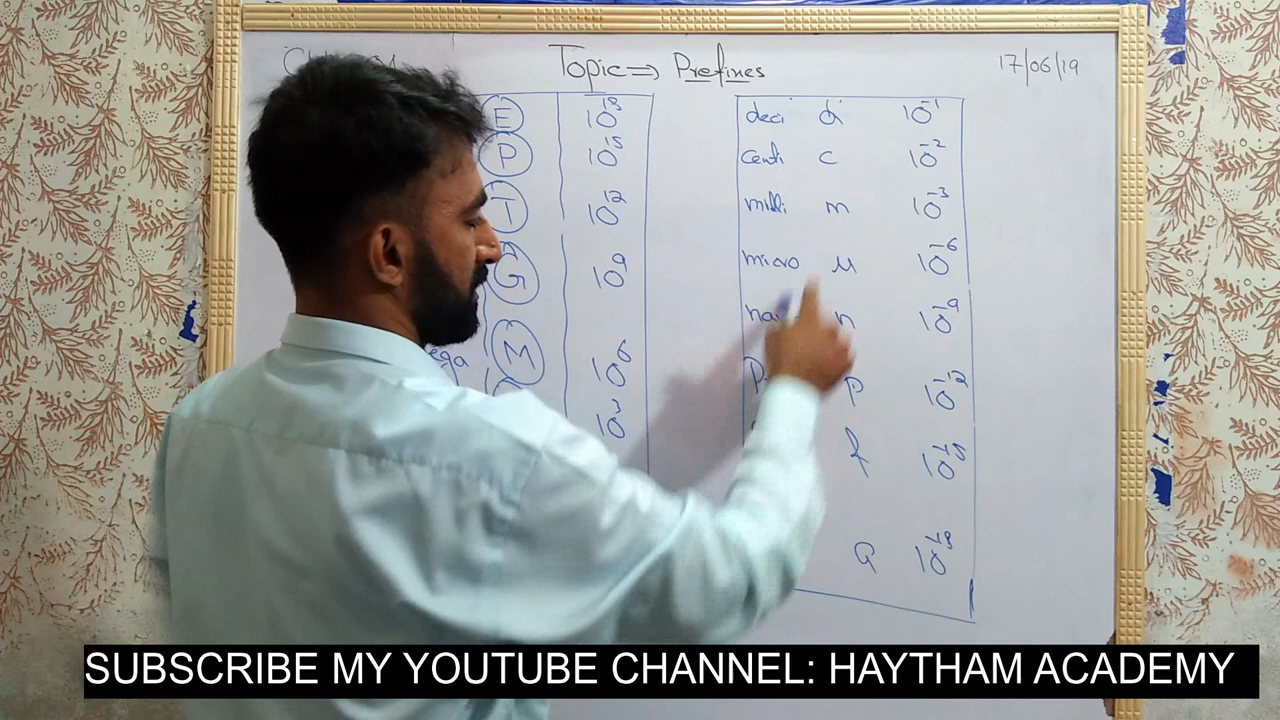 Topic ⇒ Prefixes
17/06/19
E 10^18
P 10^15
T 10^12
G 10^9
M 10^6
10^3
deci d 10^-1
centi c 10^-2
milli m 10^-3
micro μ 10^-6
n 10^-9
P 10^-12
f 10^-15
a 10^-18
SUBSCRIBE MY YOUTUBE CHANNEL: HAYTHAM ACADEMY